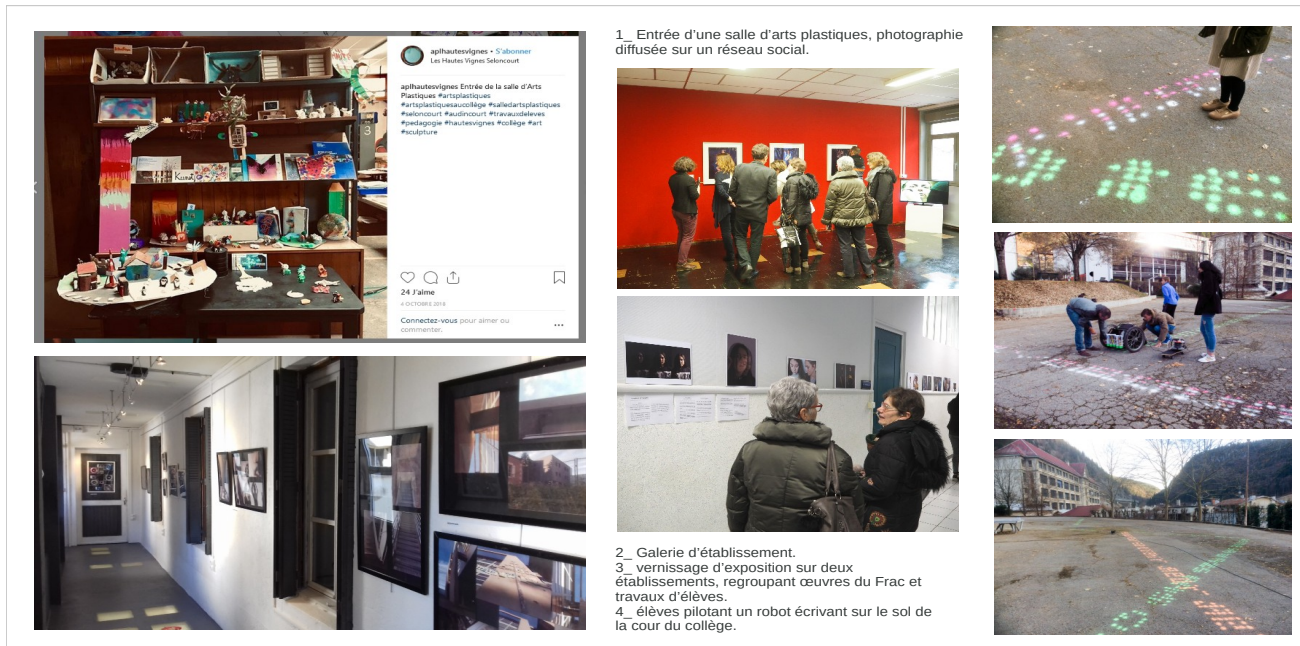 aplhautesvignes • S'abonner
Les Hautes Vignes Seloncourt
aplhautesvignes Entrée de la salle d'Arts
Plastiques #artsplastiques
#artsplastiquesaucollège #salledartsplastiques
#seloncourt #audincourt #travauxdeleves
#pedagogie #hautesvignes #collège #art
#sculpture
24 J'aime
4 OCTOBRE 2018
Connectez-vous pour aimer ou
commenter.
1_ Entrée d'une salle d'arts plastiques, photographie
diffusée sur un réseau social.
2_ Galerie d'établissement.
3_ vernissage d'exposition sur deux
établissements, regroupant œuvres du Frac et
travaux d'élèves.
4_ élèves pilotant un robot écrivant sur le sol de
la cour du collège.